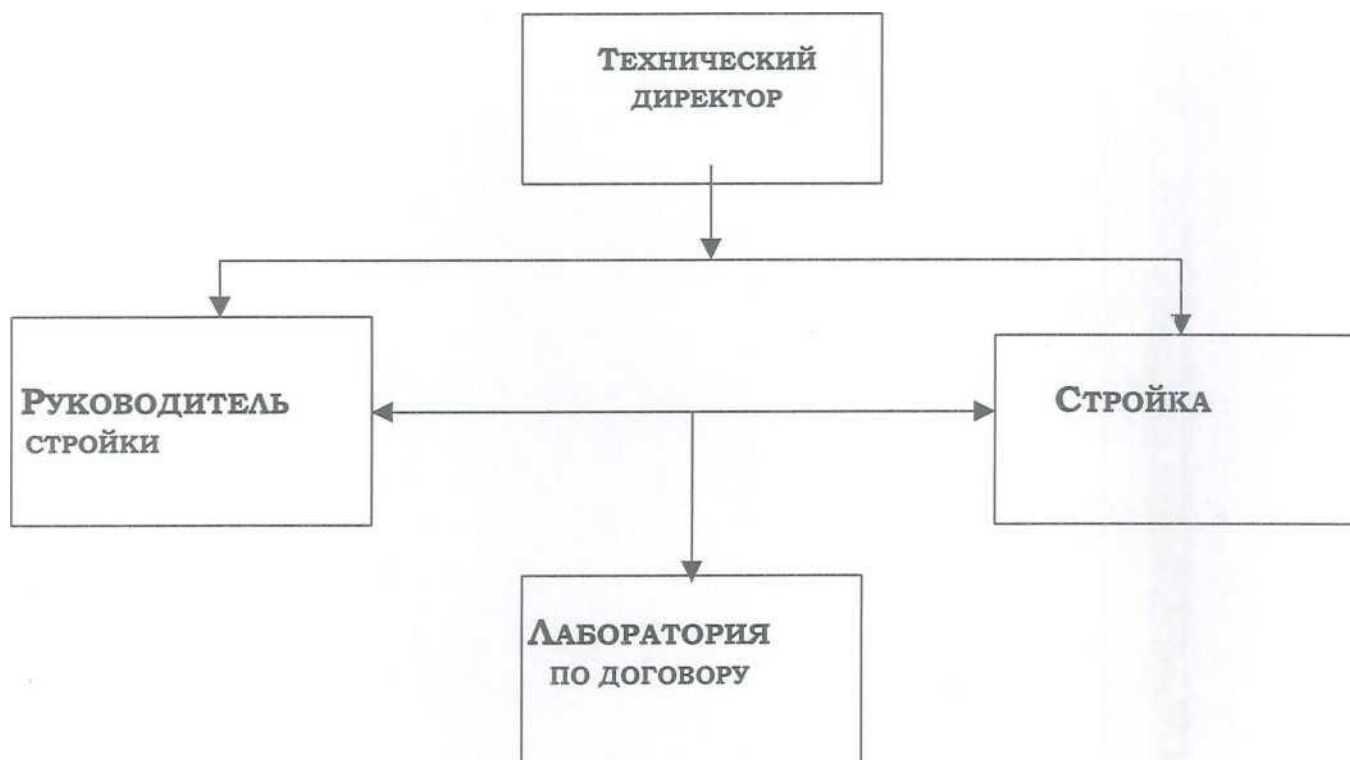 Технический
директор
Руководитель
стройки
Стройка
Лаборатория
по договору